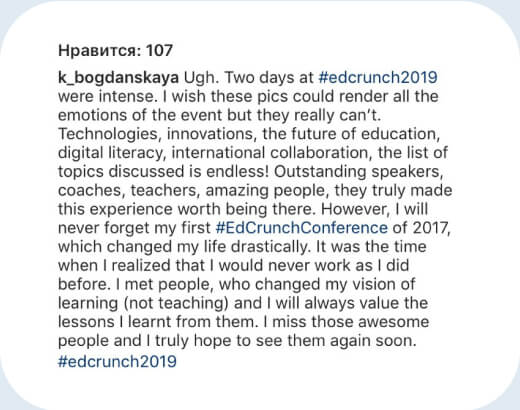 Нравится: 107
k_bogdanskaya Ugh. Two days at #edcrunch2019
were intense. I wish these pics could render all the
emotions of the event but they really can't.
Technologies, innovations, the future of education,
digital literacy, international collaboration, the list of
topics discussed is endless! Outstanding speakers,
coaches, teachers, amazing people, they truly made
this experience worth being there. However, I will
never forget my first #EdCrunchConference of 2017,
which changed my life drastically. It was the time
when I realized that I would never work as I did
before. I met people, who changed my vision of
learning (not teaching) and I will always value the
lessons I learnt from them. I miss those awesome
people and I truly hope to see them again soon.
#edcrunch2019